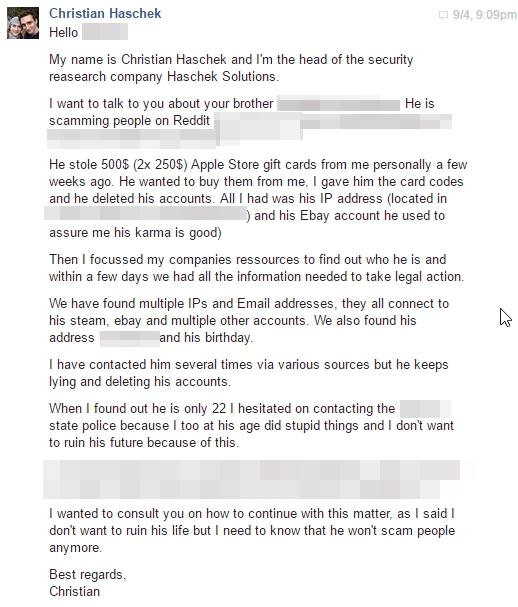 Christian Haschek
9/4, 9:09pm
Hello
My name is Christian Haschek and I'm the head of the security
reasearch company Haschek Solutions.
I want to talk to you about your brother He is
scamming people on Reddit
He stole 500$ (2x 250$) Apple Store gift cards from me personally a few
weeks ago. He wanted to buy them from me, I gave him the card codes
and he deleted his accounts. All I had was his IP address (located in
) and his Ebay account he used to
assure me his karma is good)
Then I focussed my companies ressources to find out who he is and
within a few days we had all the information needed to take legal action.
We have found multiple IPs and Email addresses, they all connect to
his steam, ebay and multiple other accounts. We also found his
address and his birthday.
I have contacted him several times via various sources but he keeps
lying and deleting his accounts.
When I found out he is only 22 I hesitated on contacting the
state police because I too at his age did stupid things and I don't want
to ruin his future because of this.
I wanted to consult you on how to continue with this matter, as I said I
don't want to ruin his life but I need to know that he won't scam people
anymore.
Best regards,
Christian